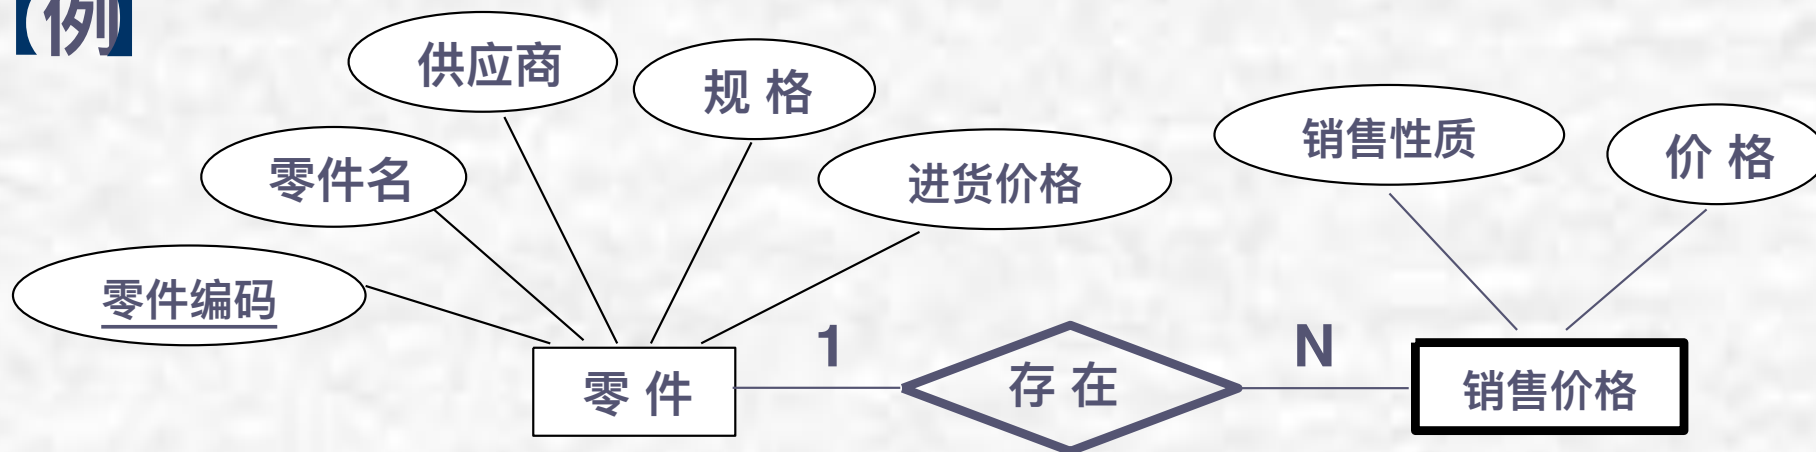 【例】
供应商
规 格
零件名
进货价格
销售性质
价 格
零件编码
零 件
1
存 在
N
销售价格